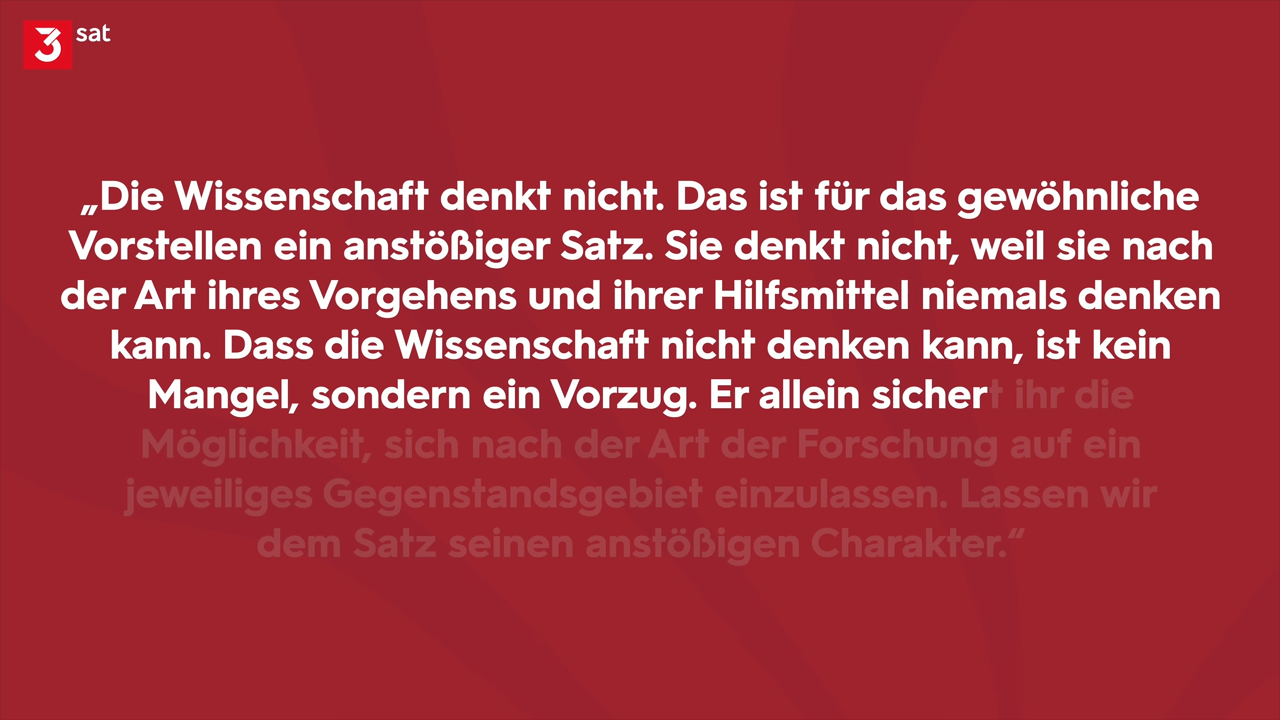 3sat
„Die Wissenschaft denkt nicht. Das ist für das gewöhnliche
Vorstellen ein anstößiger Satz. Sie denkt nicht, weil sie nach
der Art ihres Vorgehens und ihrer Hilfsmittel niemals denken
kann. Dass die Wissenschaft nicht denken kann, ist kein
Mangel, sondern ein Vorzug. Er allein sichert ihr die
Möglichkeit, sich nach der Art der Forschung auf ein
jeweiliges Gegenstandsgebiet einzulassen. Lassen wir
dem Satz seinen anstößigen Charakter.“